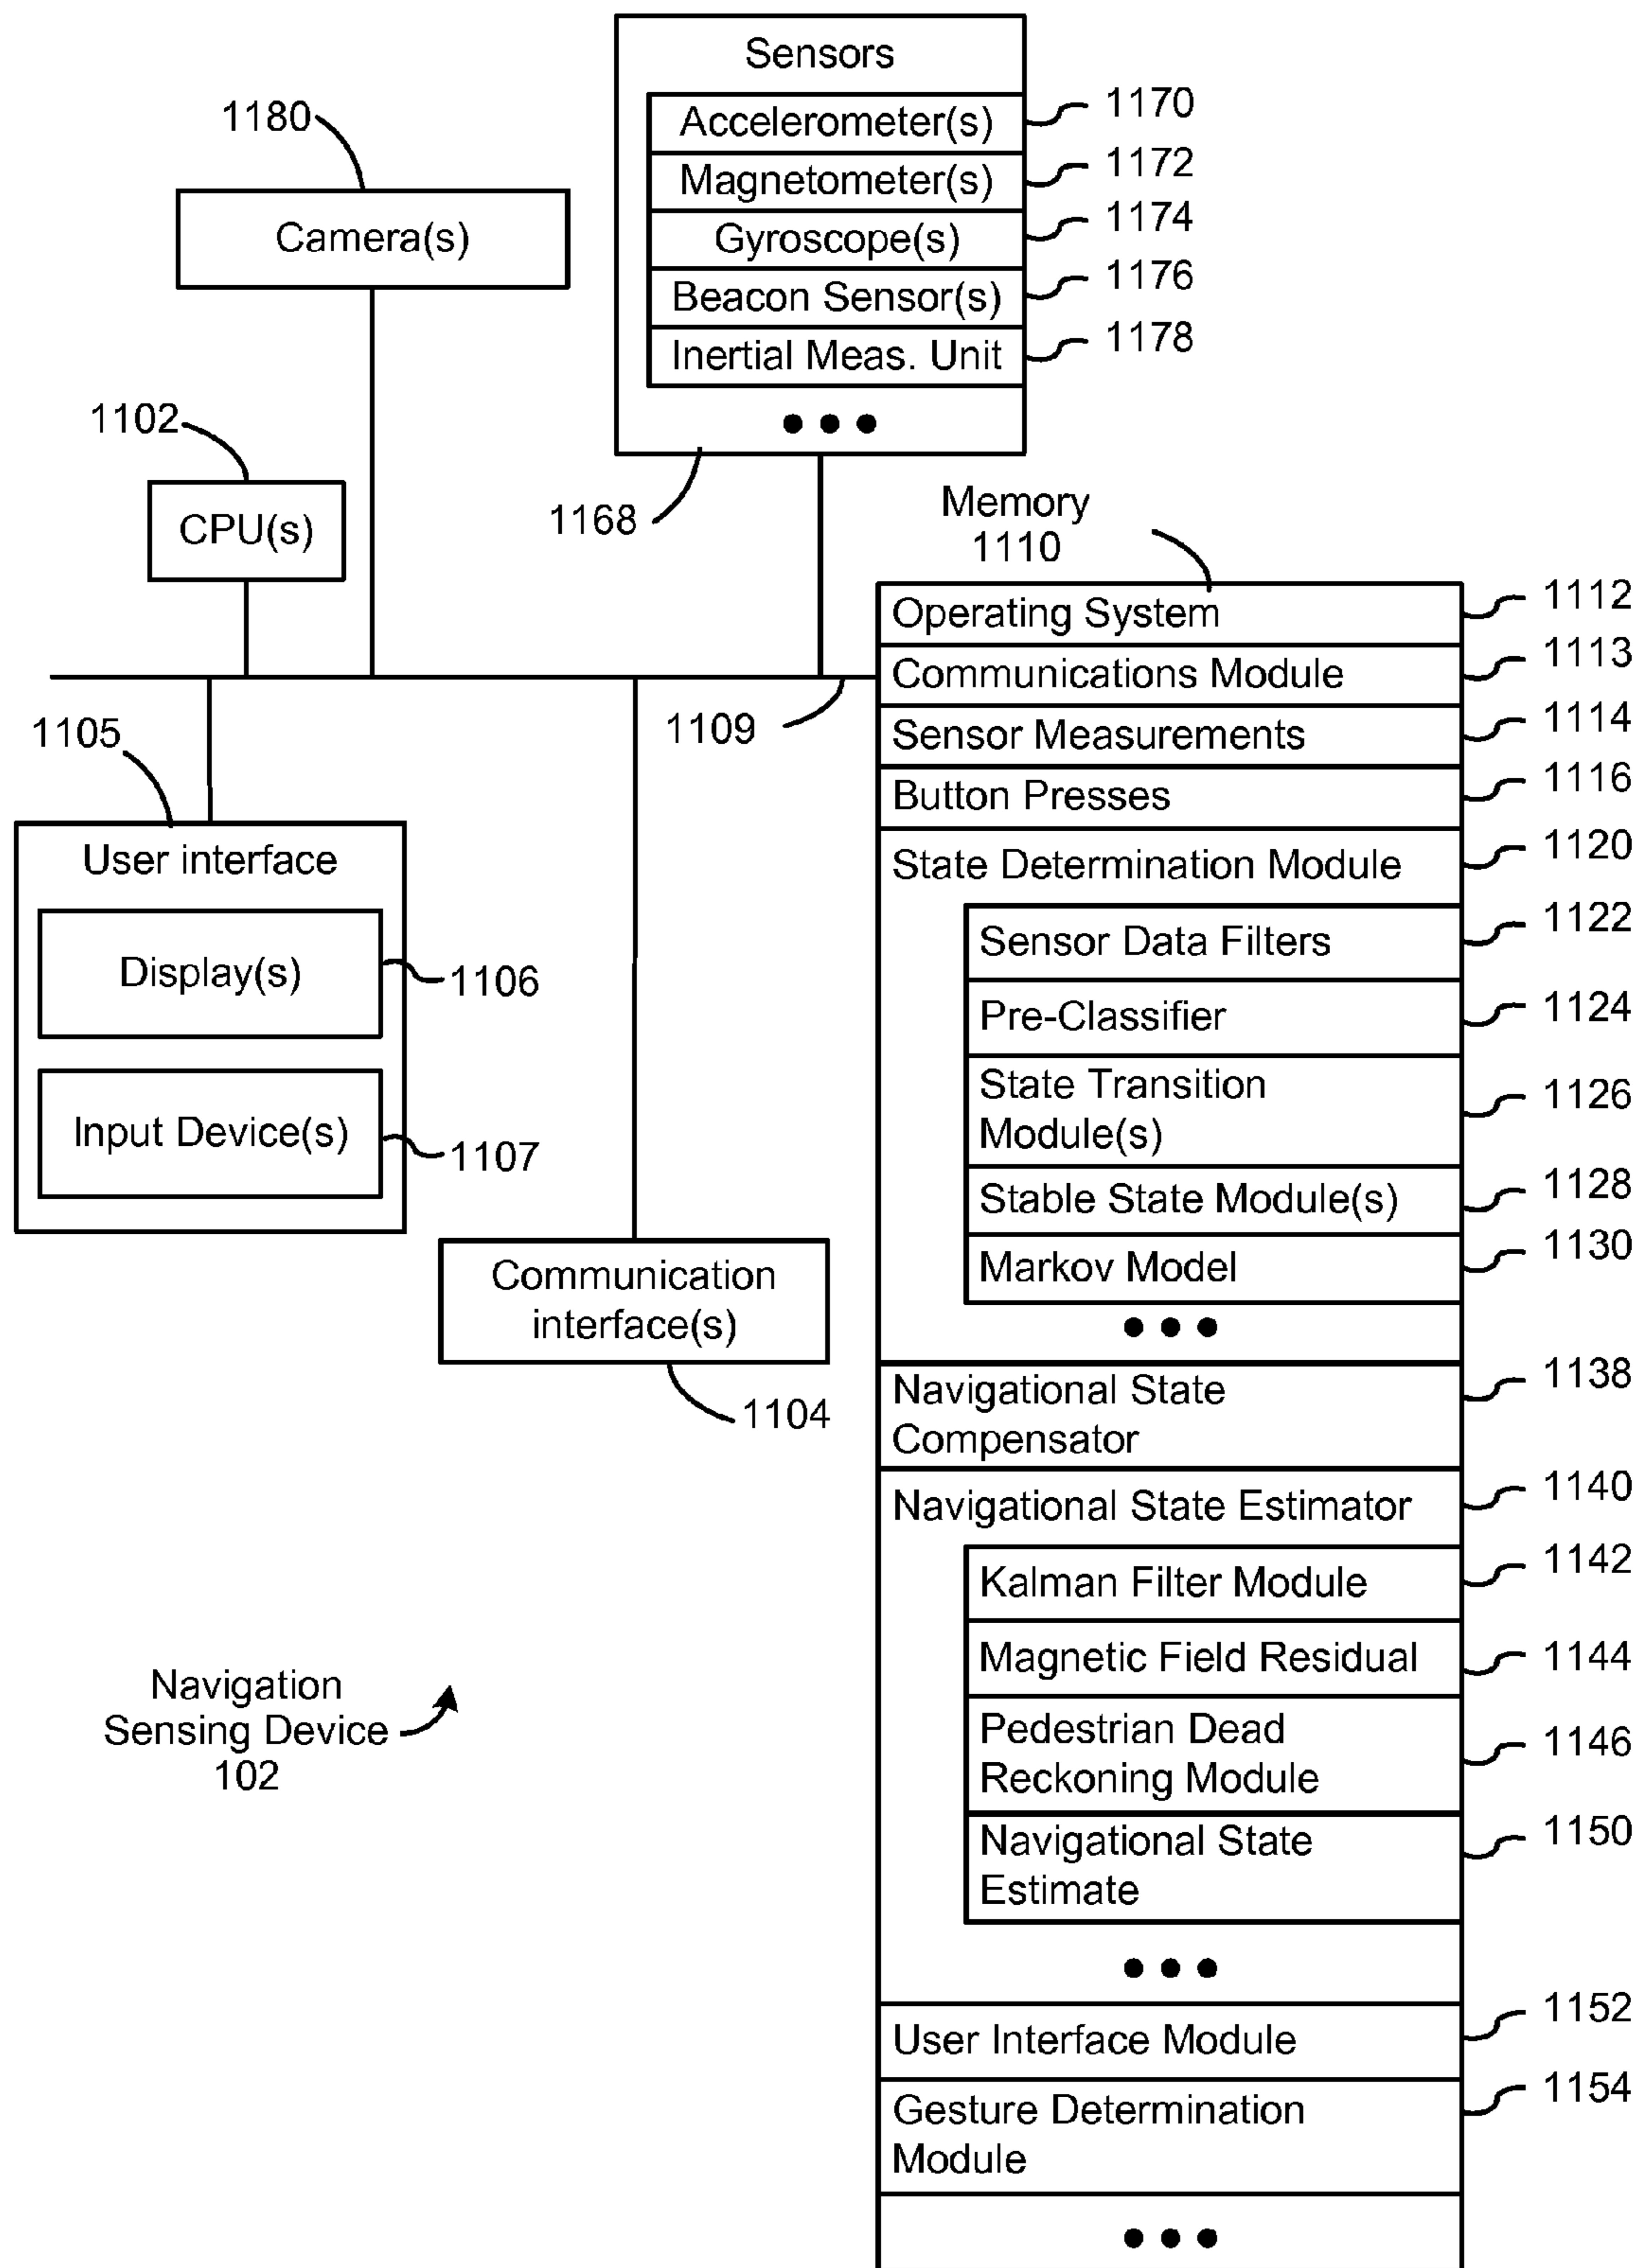 Sensors
Accelerometer(s)
1170
Magnetometer(s)
1172
Gyroscope(s)
1174
Beacon Sensor(s)
1176
Inertial Meas. Unit
1178
1168
1180
Camera(s)
1102
CPU(s)
1109
1105
User interface
Display(s)
1106
Input Device(s)
1107
Communication
interface(s)
1104
Navigation
Sensing Device
102
Memory
1110
Operating System
1112
Communications Module
1113
Sensor Measurements
1114
Button Presses
1116
State Determination Module
1120
Sensor Data Filters
1122
Pre-Classifier
1124
State Transition
Module(s)
1126
Stable State Module(s)
1128
Markov Model
1130
Navigational State
Compensator
1138
Navigational State Estimator
1140
Kalman Filter Module
1142
Magnetic Field Residual
1144
Pedestrian Dead
Reckoning Module
1146
Navigational State
Estimate
1150
User Interface Module
1152
Gesture Determination
Module
1154